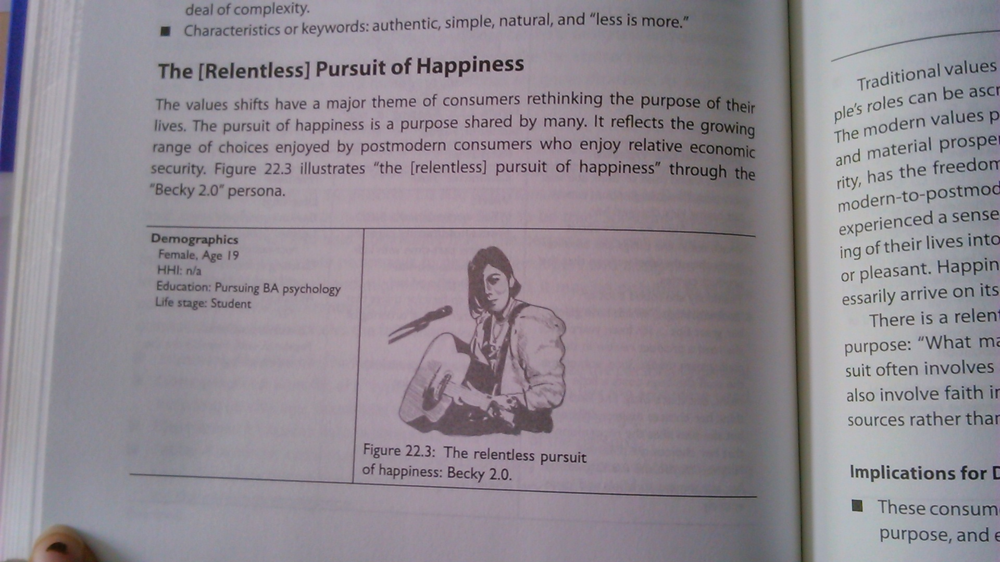 deal of complexity.
■ Characteristics or keywords: authentic, simple, natural, and “less is more.”
The [Relentless] Pursuit of Happiness
The values shifts have a major theme of consumers rethinking the purpose of their
lives. The pursuit of happiness is a purpose shared by many. It reflects the growing
range of choices enjoyed by postmodern consumers who enjoy relative economic
security. Figure 22.3 illustrates “the [relentless] pursuit of happiness” through the
“Becky 2.0” persona.
Demographics
Female, Age 19
HHI: n/a
Education: Pursuing BA psychology
Life stage: Student
Figure 22.3: The relentless pursuit
of happiness: Becky 2.0.
Traditional values
ple’s roles can be ascr
The modern values p
and material prosper
rity, has the freedom
modern-to-postmod
experienced a sense
ing of their lives into
or pleasant. Happin
essarily arrive on its
There is a relent
purpose: “What ma
suit often involves
also involve faith in
sources rather than
Implications for D
■ These consum
purpose, and e